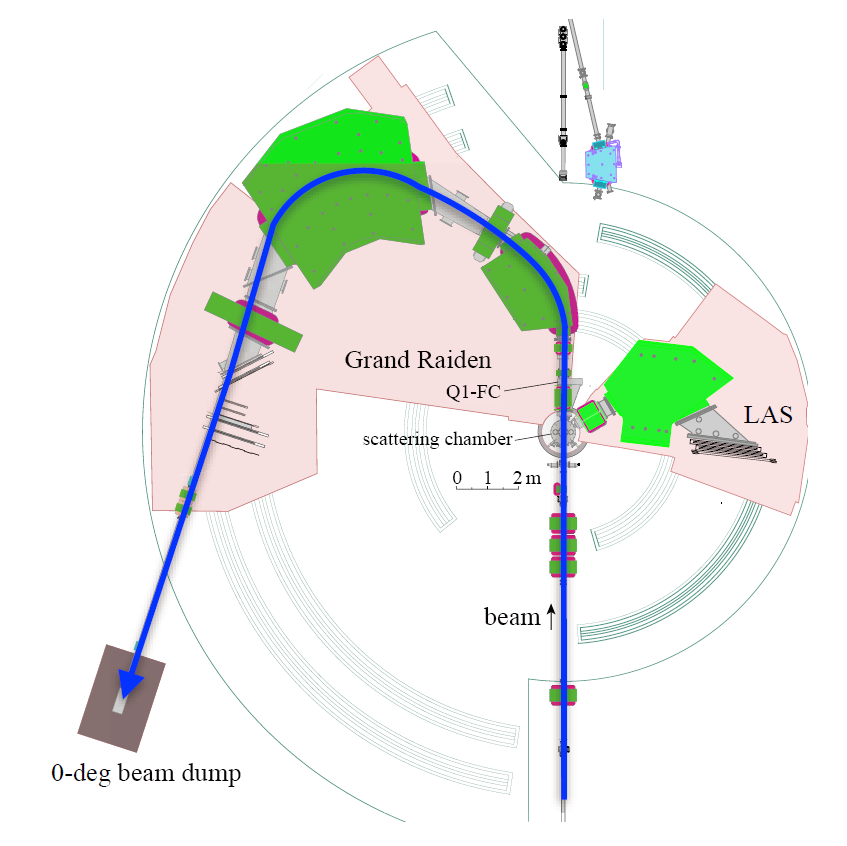 Grand Raiden
Q1-FC
LAS
scattering chamber
0 1 2 m
beam
0-deg beam dump